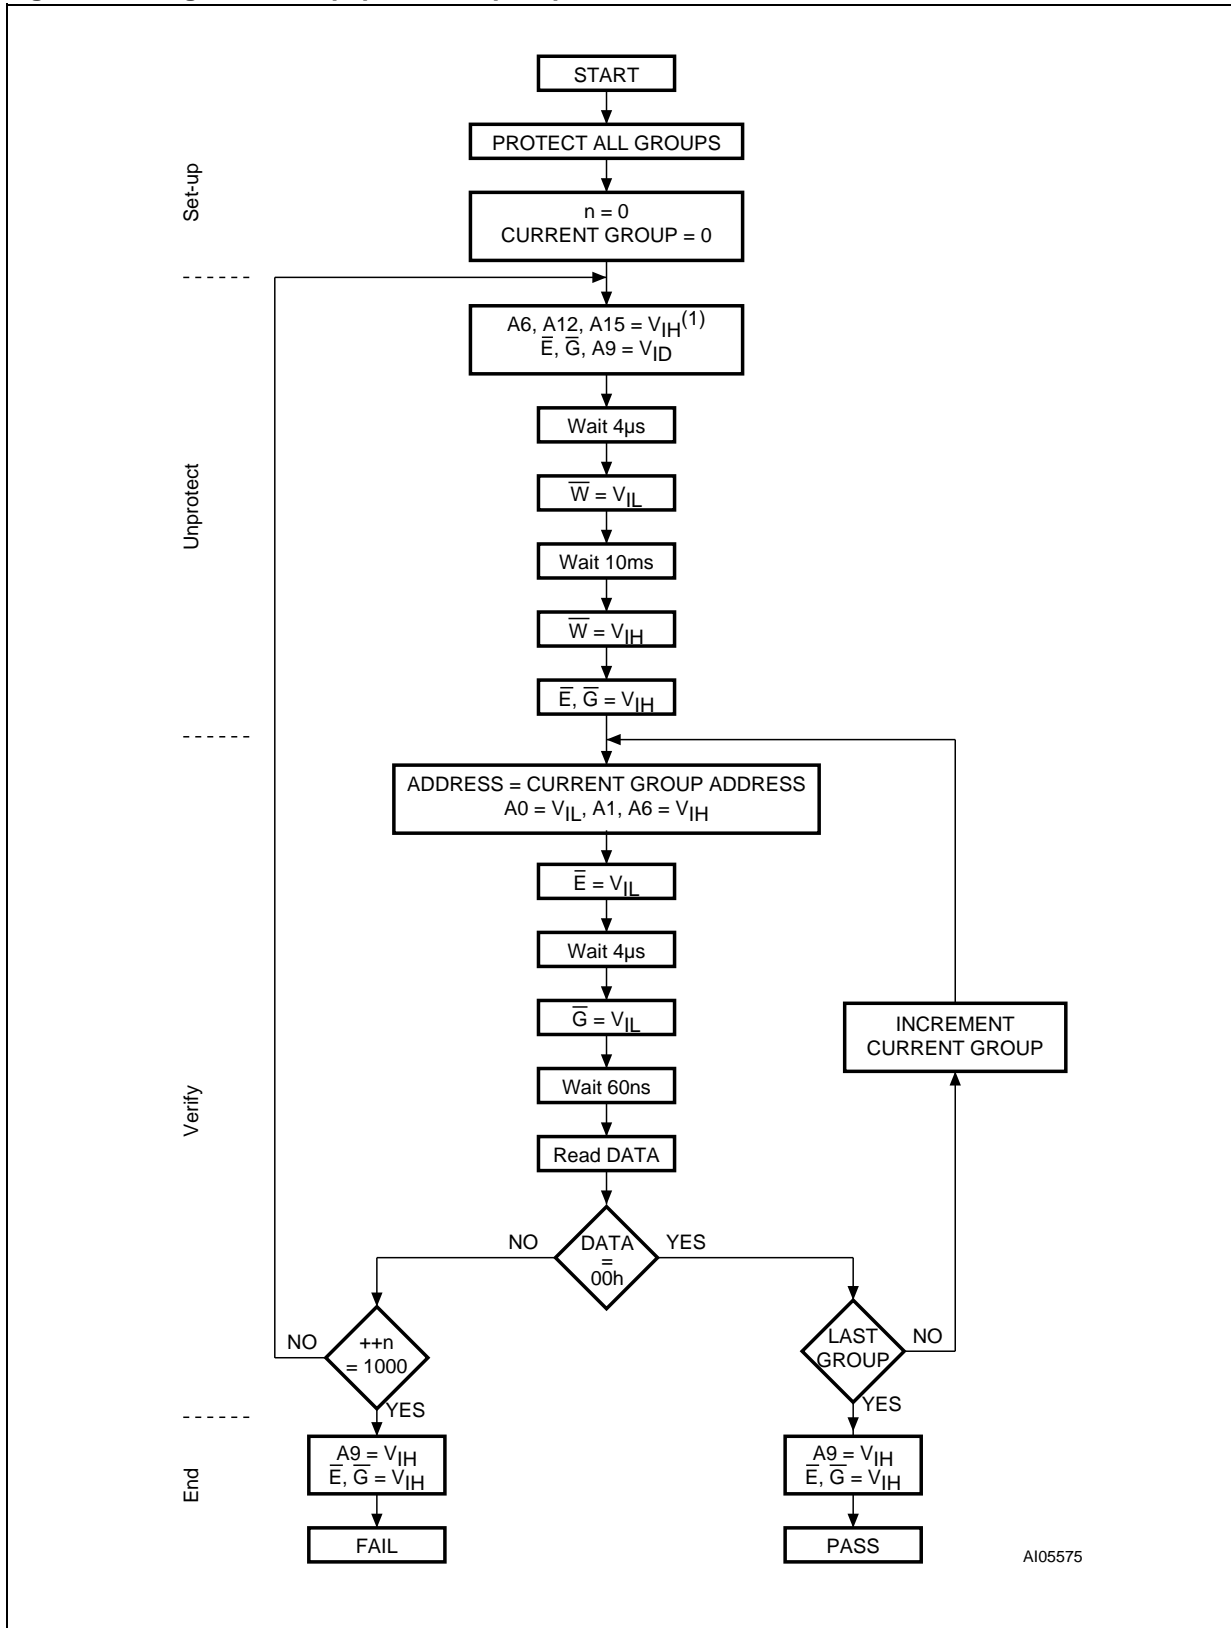 START
PROTECT ALL GROUPS
Set-up
n = 0
CURRENT GROUP = 0
A6, A12, A15 = VIH(1)
E̅, G̅, A9 = VID
Wait 4µs
Unprotect
W̅ = VIL
Wait 10ms
W̅ = VIH
E̅, G̅ = VIH
ADDRESS = CURRENT GROUP ADDRESS
A0 = VIL, A1, A6 = VIH
E̅ = VIL
Wait 4µs
G̅ = VIL
INCREMENT
CURRENT GROUP
Wait 60ns
Verify
Read DATA
NO
DATA
=
00h
YES
NO
++n
= 1000
YES
LAST
GROUP
NO
YES
End
A9 = VIH
E̅, G̅ = VIH
A9 = VIH
E̅, G̅ = VIH
FAIL
PASS
AI05575